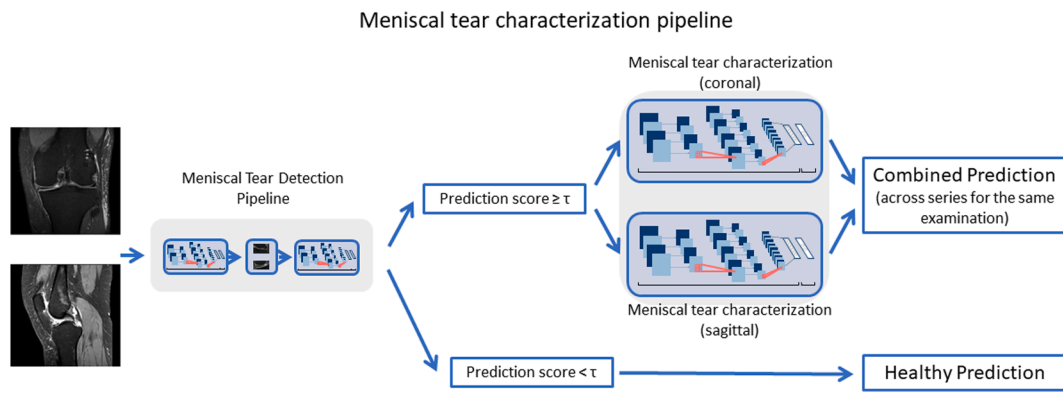 Meniscal tear characterization pipeline
Meniscal tear characterization
(coronal)
Meniscal Tear Detection
Pipeline
Prediction score ≥ τ
Combined Prediction
(across series for the same
examination)
Meniscal tear characterization
(sagittal)
Prediction score < τ
Healthy Prediction